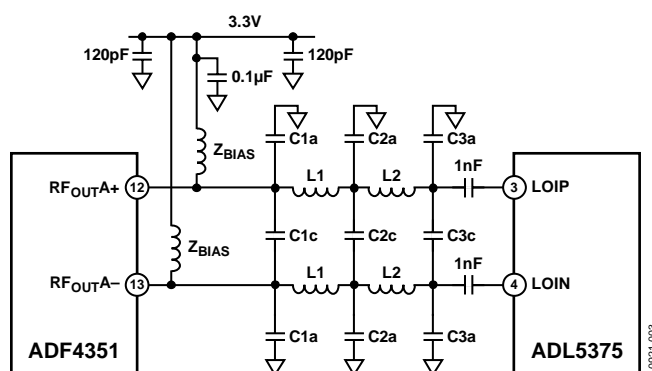 3.3V
120pF
120pF
0.1µF
ZBIAS
C1a
C2a
C3a
1nF
RFOUTA+
12
L1
L2
3
LOIP
ZBIAS
C1c
C2c
C3c
1nF
RFOUTA–
13
L1
L2
4
LOIN
C1a
C2a
C3a
ADF4351
ADL5375